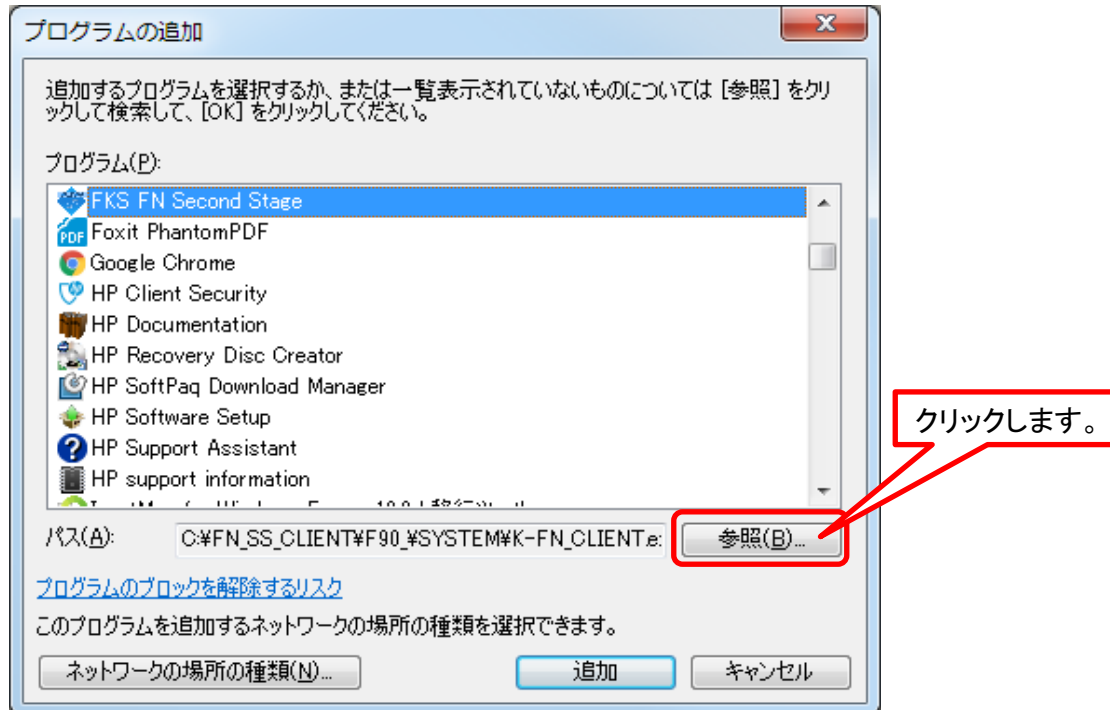 プログラムの追加
追加するプログラムを選択するか、または一覧表示されていないものについては [参照] をクリ
ックして検索して、[OK] をクリックしてください。
プログラム(P):
FKS FN Second Stage
Foxit PhantomPDF
PDF
Google Chrome
HP Client Security
HP Documentation
HP Recovery Disc Creator
HP SoftPaq Download Manager
HP Software Setup
クリックします。
HP Support Assistant
HP support information
パス(A):
C:¥FN_SS_CLIENT¥F90_¥SYSTEM¥K-FN_CLIENT.e:
参照(B)...
プログラムのブロックを解除するリスク
このプログラムを追加するネットワークの場所の種類を選択できます。
ネットワークの場所の種類(N)...
追加
キャンセル